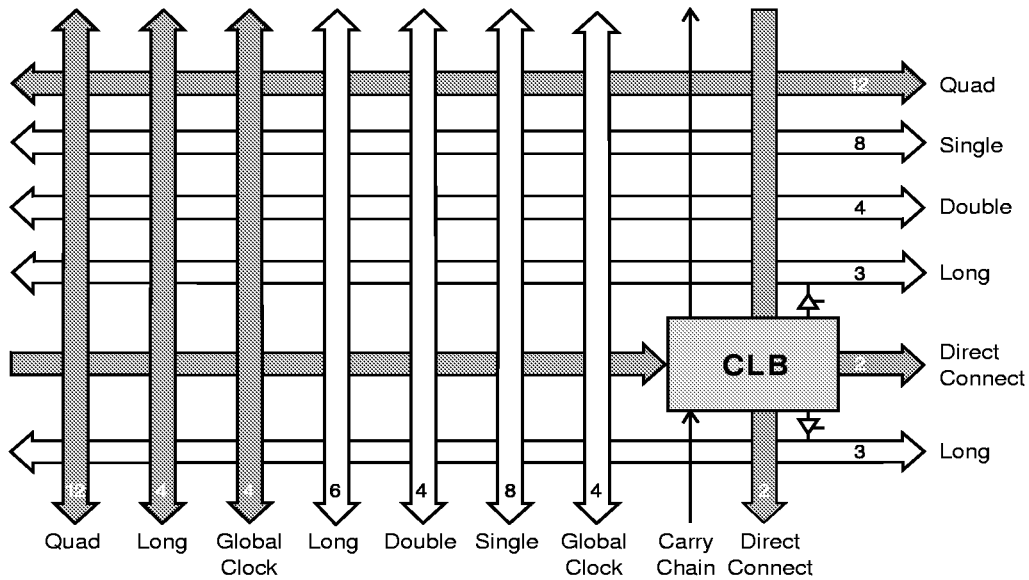 12 Quad
8 Single
4 Double
3 Long
CLB
2 Direct
Connect
3 Long
12 4 4 6 4 8 4 2
Quad Long Global Long Double Single Global Carry Direct
Clock Clock Chain Connect